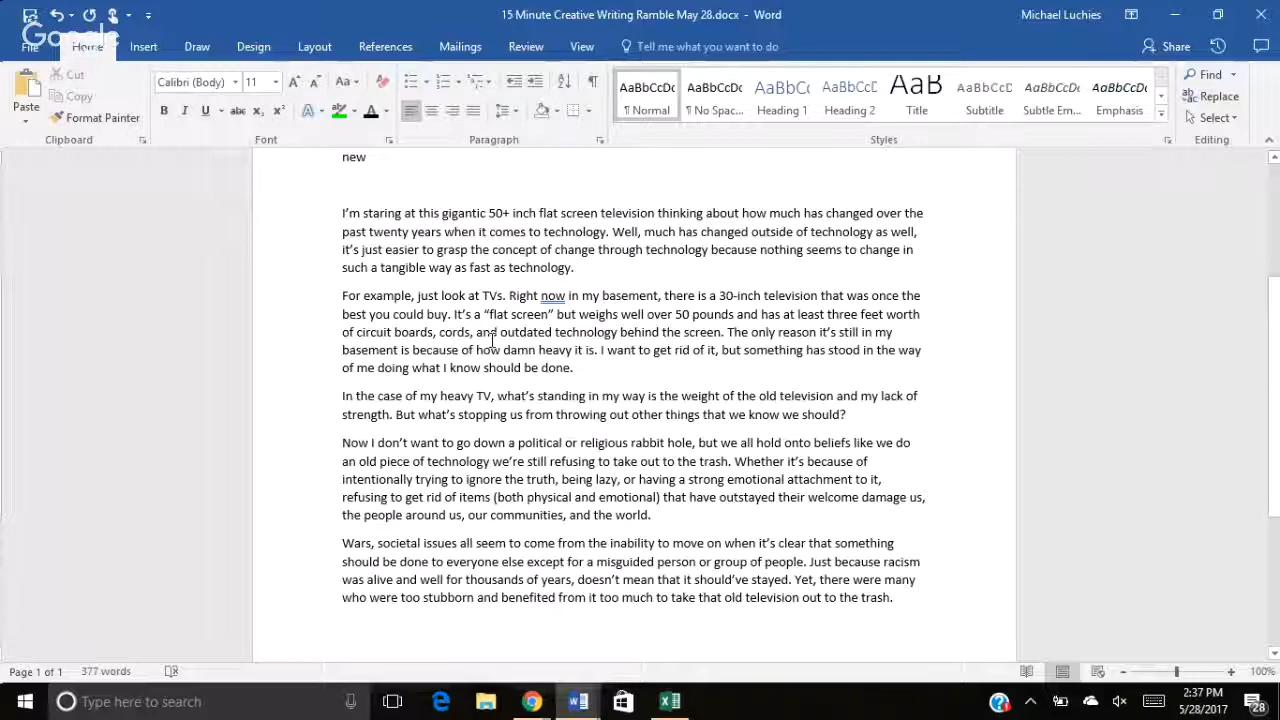 15 Minute Creative Writing Ramble May 28.docx - Word
Michael Luchies
Google
File Home Insert Draw Design Layout References Mailings Review View Tell me what you want to do Share
Paste
Cut
Copy
Format Painter
Calibri (Body) 11
Aa
B I U abc x₂ x² A A
AaBbCcDc AaBbCcDc AaBbCc AaBbCcD AaB AaBbCcD AaBbCcDc AaBbCcDc
¶ Normal ¶ No Spac... Heading 1 Heading 2 Title Subtitle Subtle Em... Emphasis
Find
Replace
Select
Clipboard Font Paragraph Styles Editing
new
I’m staring at this gigantic 50+ inch flat screen television thinking about how much has changed over the
past twenty years when it comes to technology. Well, much has changed outside of technology as well,
it’s just easier to grasp the concept of change through technology because nothing seems to change in
such a tangible way as fast as technology.
For example, just look at TVs. Right now in my basement, there is a 30-inch television that was once the
best you could buy. It’s a “flat screen” but weighs well over 50 pounds and has at least three feet worth
of circuit boards, cords, and outdated technology behind the screen. The only reason it’s still in my
basement is because of how damn heavy it is. I want to get rid of it, but something has stood in the way
of me doing what I know should be done.
In the case of my heavy TV, what’s standing in my way is the weight of the old television and my lack of
strength. But what’s stopping us from throwing out other things that we know we should?
Now I don’t want to go down a political or religious rabbit hole, but we all hold onto beliefs like we do
an old piece of technology we’re still refusing to take out to the trash. Whether it’s because of
intentionally trying to ignore the truth, being lazy, or having a strong emotional attachment to it,
refusing to get rid of items (both physical and emotional) that have outstayed their welcome damage us,
the people around us, our communities, and the world.
Wars, societal issues all seem to come from the inability to move on when it’s clear that something
should be done to everyone else except for a misguided person or group of people. Just because racism
was alive and well for thousands of years, doesn’t mean that it should’ve stayed. Yet, there were many
who were too stubborn and benefited from it too much to take that old television out to the trash.
Page 1 of 1 377 words 100%
Type here to search
2:37 PM
5/28/2017
28